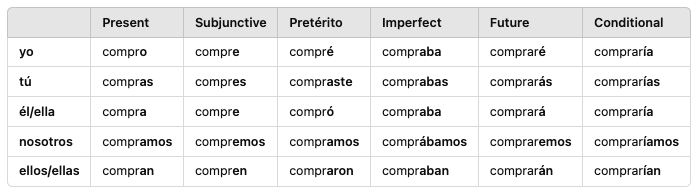 Present Subjunctive Pretérito Imperfect Future Conditional
yo compro compre compré compraba compraré compraría
tú compras compres compraste comprabas comprarás comprarías
él/ella compra compre compró compraba comprará compraría
nosotros compramos compremos compramos comprábamos compraremos compraríamos
ellos/ellas compran compren compraron compraban comprarán comprarían